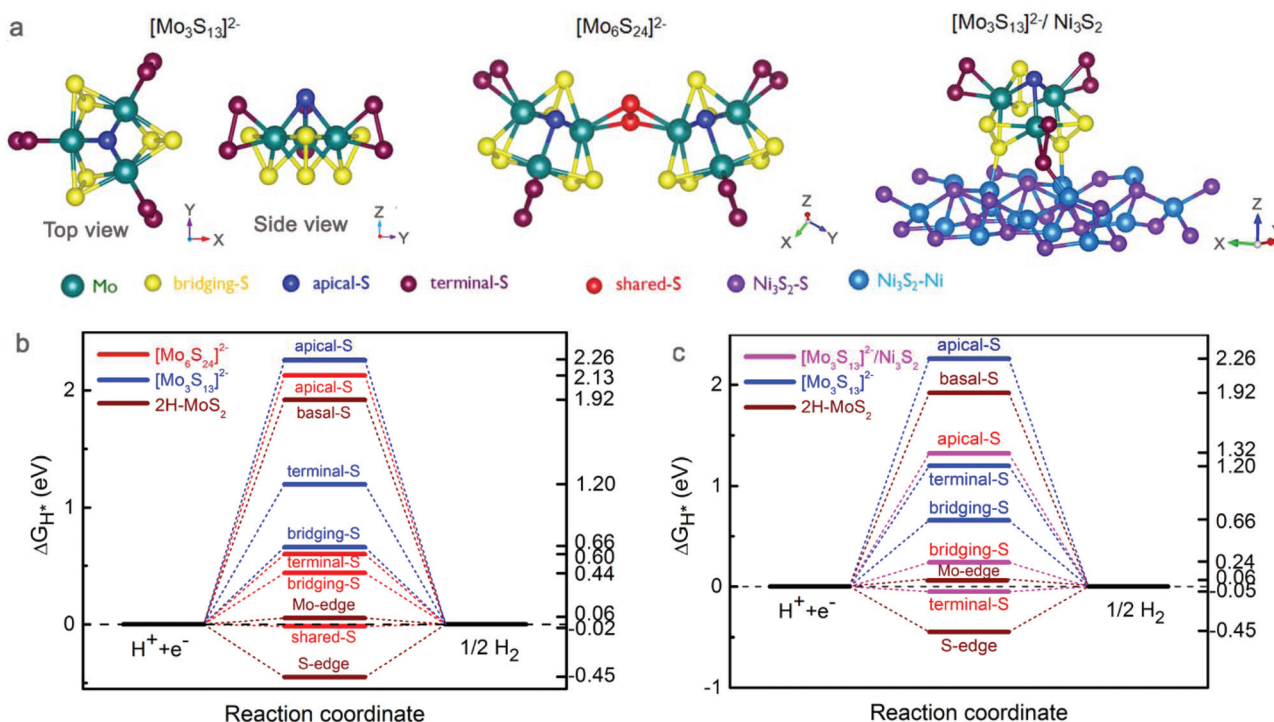 a
[Mo₃S₁₃]²⁻
[Mo₆S₂₄]²⁻
[Mo₃S₁₃]²⁻/ Ni₃S₂
Top view
Y
X
Side view
Z
Y
Z
X
Y
Z
X
Y
Mo
bridging-S
apical-S
terminal-S
shared-S
Ni₃S₂-S
Ni₃S₂-Ni
b
[Mo₆S₂₄]²⁻
[Mo₃S₁₃]²⁻
2H-MoS₂
ΔG_H* (eV)
2
1
0
apical-S
apical-S
basal-S
terminal-S
bridging-S
terminal-S
bridging-S
Mo-edge
shared-S
S-edge
H⁺+e⁻
1/2 H₂
2.26
2.13
1.92
1.20
0.66
0.60
0.44
0.06
-0.02
-0.45
Reaction coordinate
c
[Mo₃S₁₃]²⁻/Ni₃S₂
[Mo₃S₁₃]²⁻
2H-MoS₂
ΔG_H* (eV)
2
1
0
-1
apical-S
basal-S
apical-S
terminal-S
bridging-S
bridging-S
Mo-edge
terminal-S
S-edge
H⁺+e⁻
1/2 H₂
2.26
1.92
1.32
1.20
0.66
0.24
0.06
-0.05
-0.45
Reaction coordinate